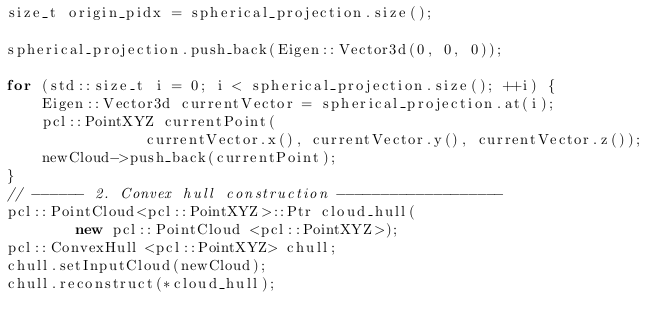 size_t origin_pidx = spherical_projection.size();
spherical_projection.push_back(Eigen::Vector3d(0, 0, 0));
for (std::size_t i = 0; i < spherical_projection.size(); ++i) {
Eigen::Vector3d currentVector = spherical_projection.at(i);
pcl::PointXYZ currentPoint(
currentVector.x(), currentVector.y(), currentVector.z());
newCloud->push_back(currentPoint);
}
// —————— 2. Convex hull construction ———————————————————
pcl::PointCloud<pcl::PointXYZ>::Ptr cloud_hull(
new pcl::PointCloud <pcl::PointXYZ>);
pcl::ConvexHull <pcl::PointXYZ> chull;
chull.setInputCloud(newCloud);
chull.reconstruct(*cloud_hull);